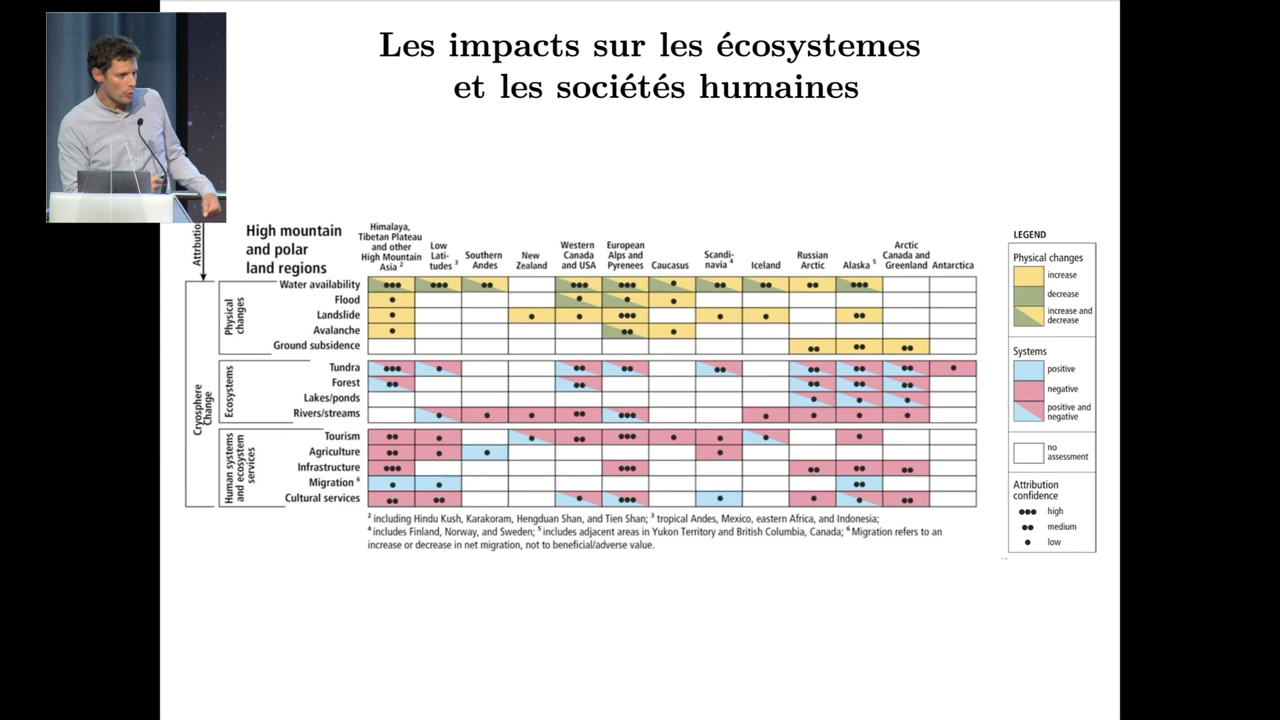 Les impacts sur les écosystemes
et les sociétés humaines
High mountain
and polar
land regions
Himalaya,
Tibetan Plateau
and other
High Mountain
Asia 2
Low
Lati-
tudes 3
Southern
Andes
New
Zealand
Western
Canada
and USA
European
Alps and
Pyrenees
Caucasus
Scandi-
navia 4
Iceland
Russian
Arctic
Alaska 5
Arctic
Canada and
Greenland
Antarctica
Cryosphere
Change
Physical
changes
Water availability
Flood
Landslide
Avalanche
Ground subsidence
Ecosystems
Tundra
Forest
Lakes/ponds
Rivers/streams
Human systems
and ecosystem
services
Tourism
Agriculture
Infrastructure
Migration 6
Cultural services
2 including Hindu Kush, Karakoram, Hengduan Shan, and Tien Shan; 3 tropical Andes, Mexico, eastern Africa, and Indonesia;
4 includes Finland, Norway, and Sweden; 5 includes adjacent areas in Yukon Territory and British Columbia, Canada; 6 Migration refers to an
increase or decrease in net migration, not to beneficial/adverse value.
LEGEND
Physical changes
increase
decrease
increase and
decrease
Systems
positive
negative
positive and
negative
no
assessment
Attribution
confidence
high
medium
low